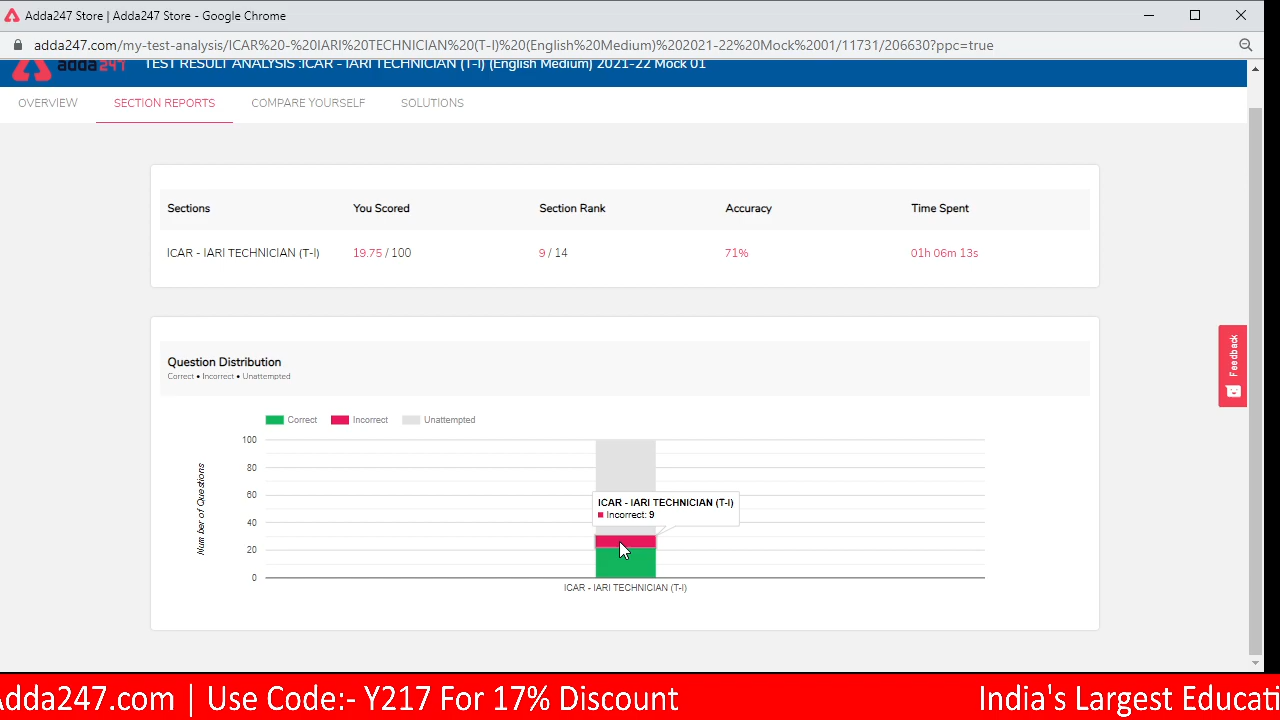 Adda247 Store | Adda247 Store - Google Chrome
adda247.com/my-test-analysis/ICAR%20-%20IARI%20TECHNICIAN%20(T-I)%20(English%20Medium)%202021-22%20Mock%2001/11731/206630?ppc=true
adda247 TEST RESULT ANALYSIS :ICAR - IARI TECHNICIAN (T-I) (English Medium) 2021-22 Mock 01
OVERVIEW SECTION REPORTS COMPARE YOURSELF SOLUTIONS
Sections You Scored Section Rank Accuracy Time Spent
ICAR - IARI TECHNICIAN (T-I) 19.75 / 100 9 / 14 71% 01h 06m 13s
Feedback
Question Distribution
Correct • Incorrect • Unattempted
Correct Incorrect Unattempted
Number of Questions
100
80
60
40
20
0
ICAR - IARI TECHNICIAN (T-I)
Incorrect: 9
ICAR - IARI TECHNICIAN (T-I)
Adda247.com | Use Code:- Y217 For 17% Discount India's Largest Educati